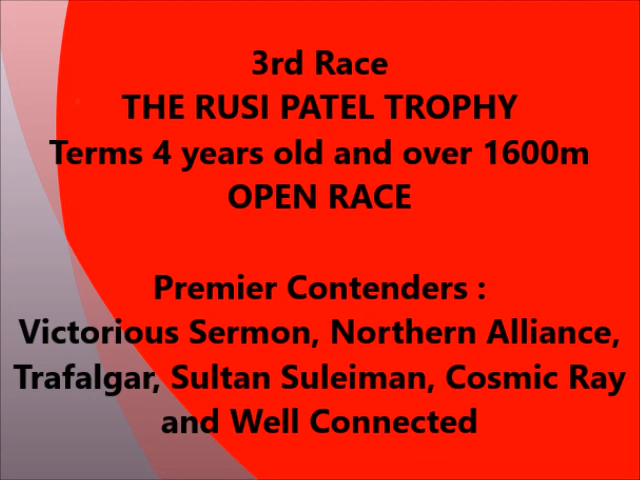 3rd Race
THE RUSI PATEL TROPHY
Terms 4 years old and over 1600m
OPEN RACE
Premier Contenders :
Victorious Sermon, Northern Alliance,
Trafalgar, Sultan Suleiman, Cosmic Ray
and Well Connected